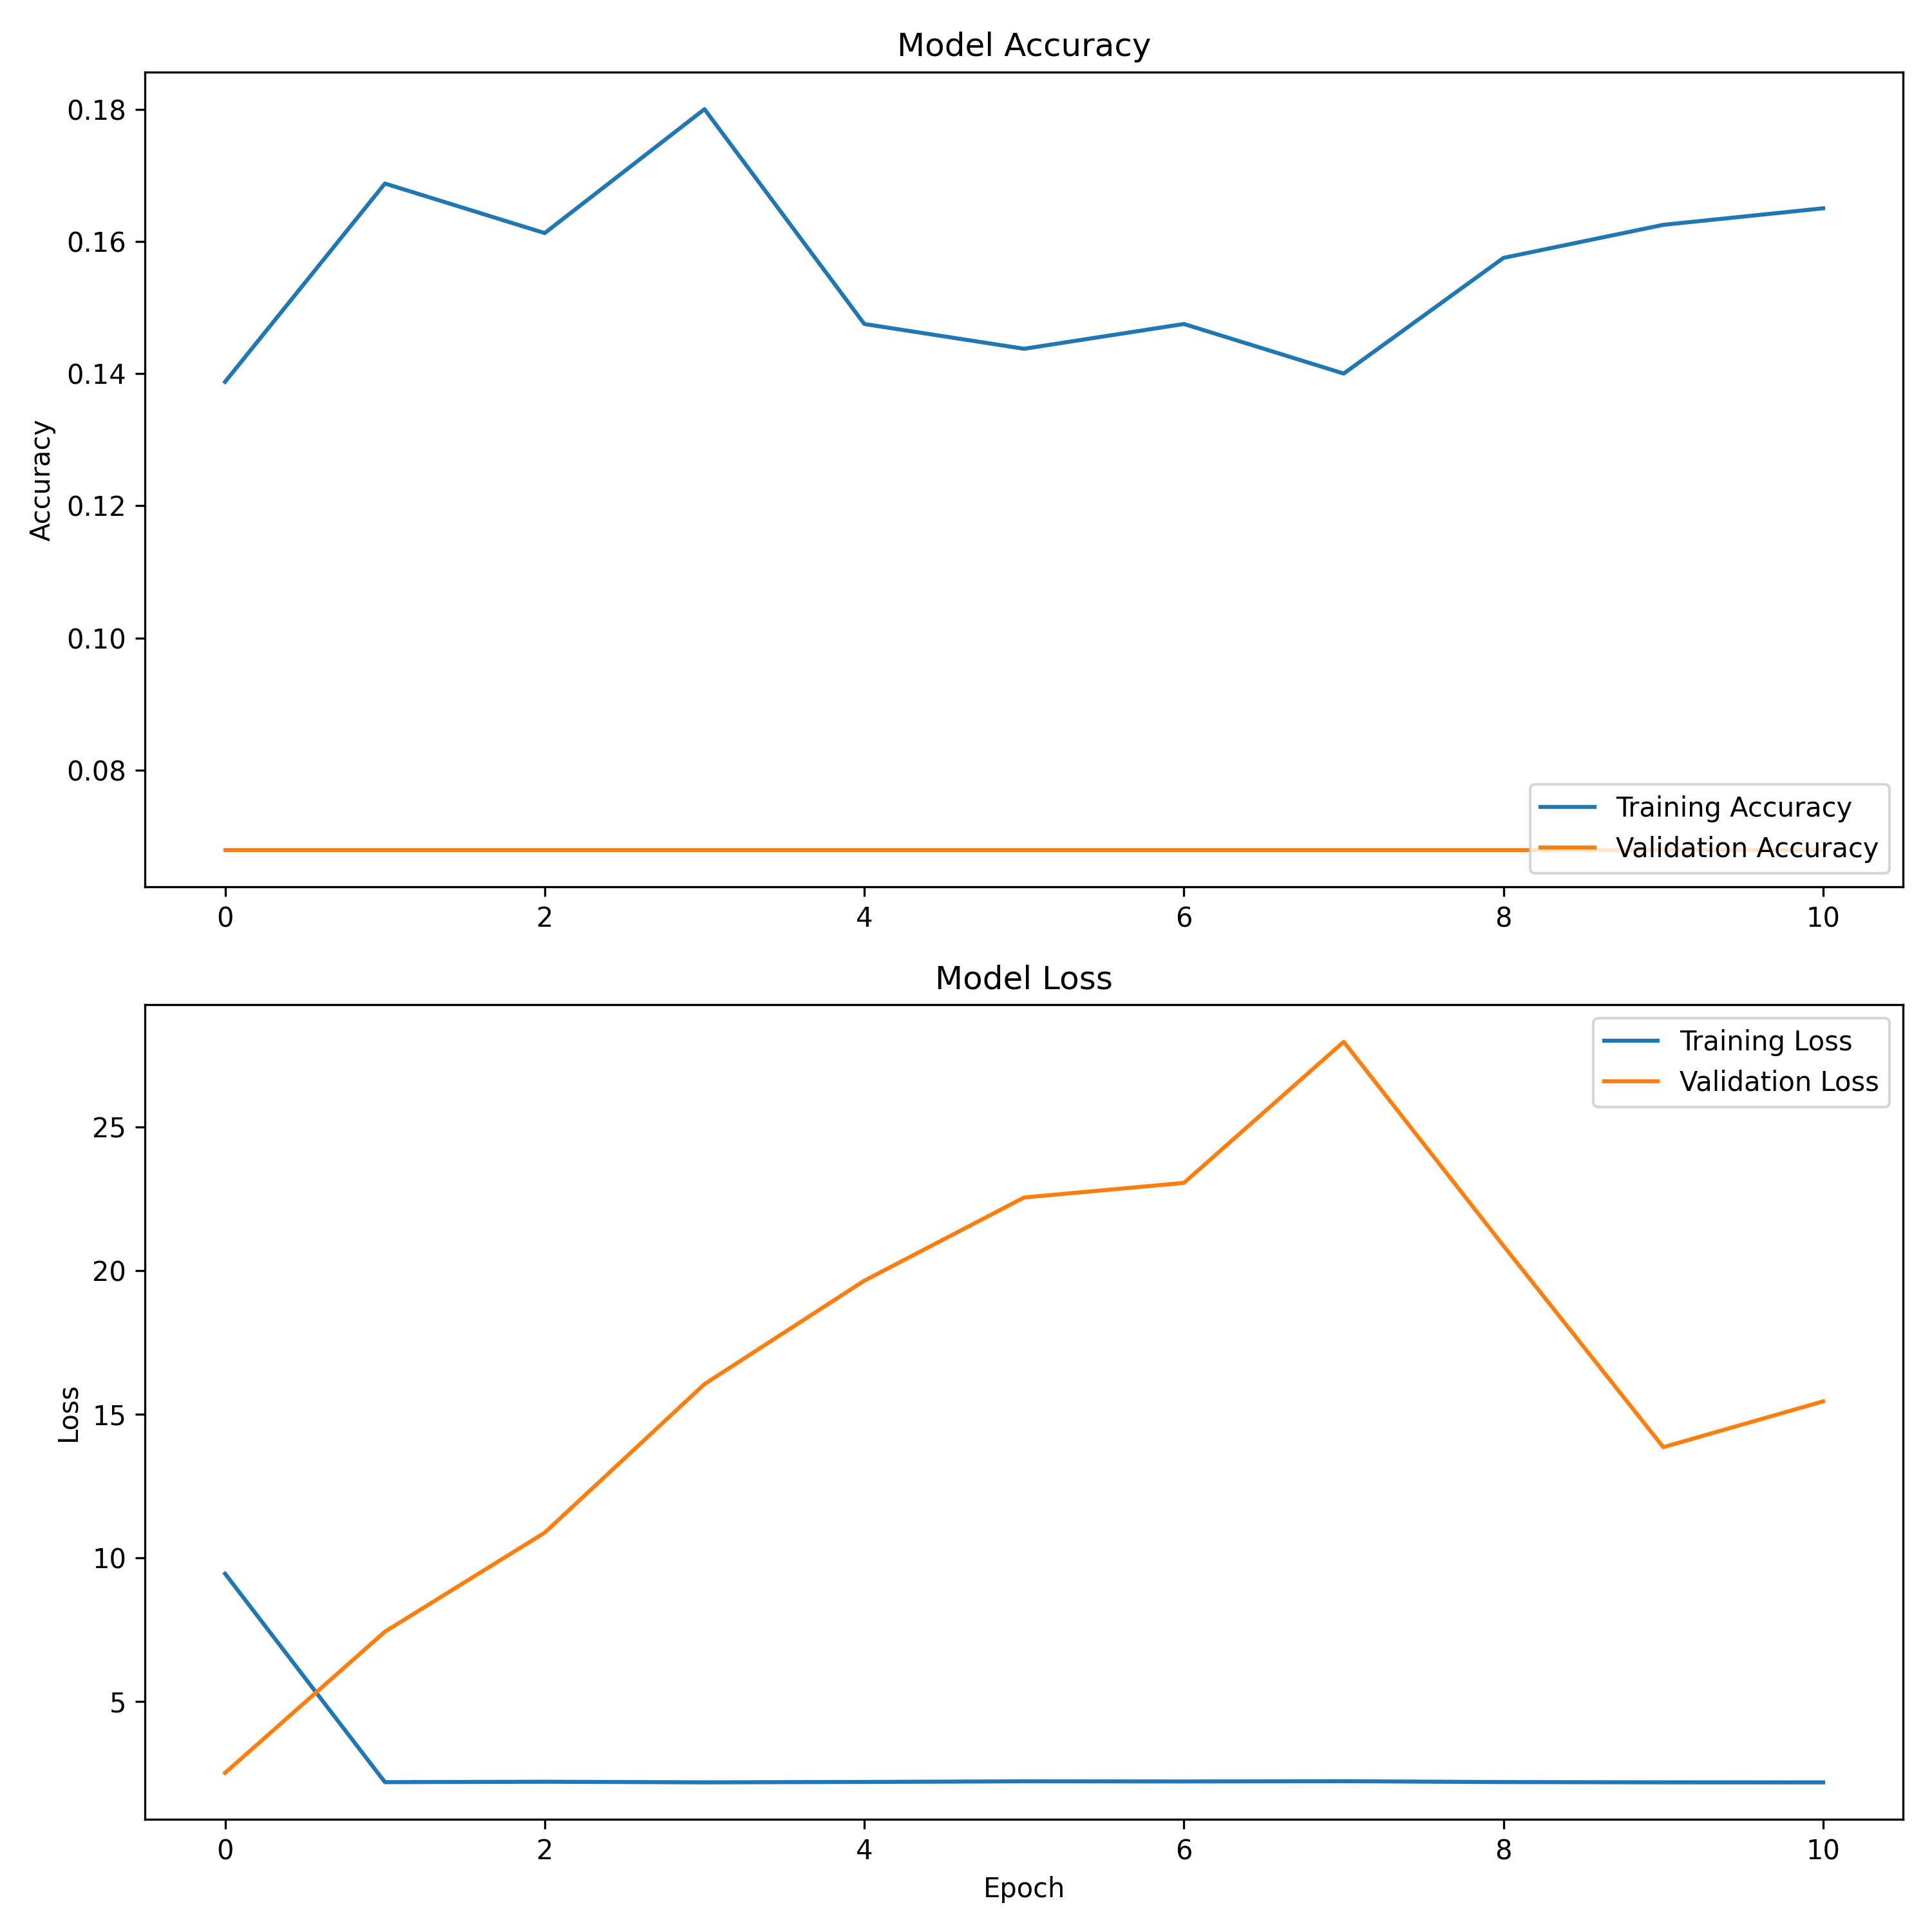 Model Accuracy
0.18
0.16
0.14
0.12
0.10
0.08
Accuracy
Training Accuracy
Validation Accuracy
0 2 4 6 8 10
Model Loss
Training Loss
Validation Loss
25
20
15
10
5
Loss
0 2 4 6 8 10
Epoch